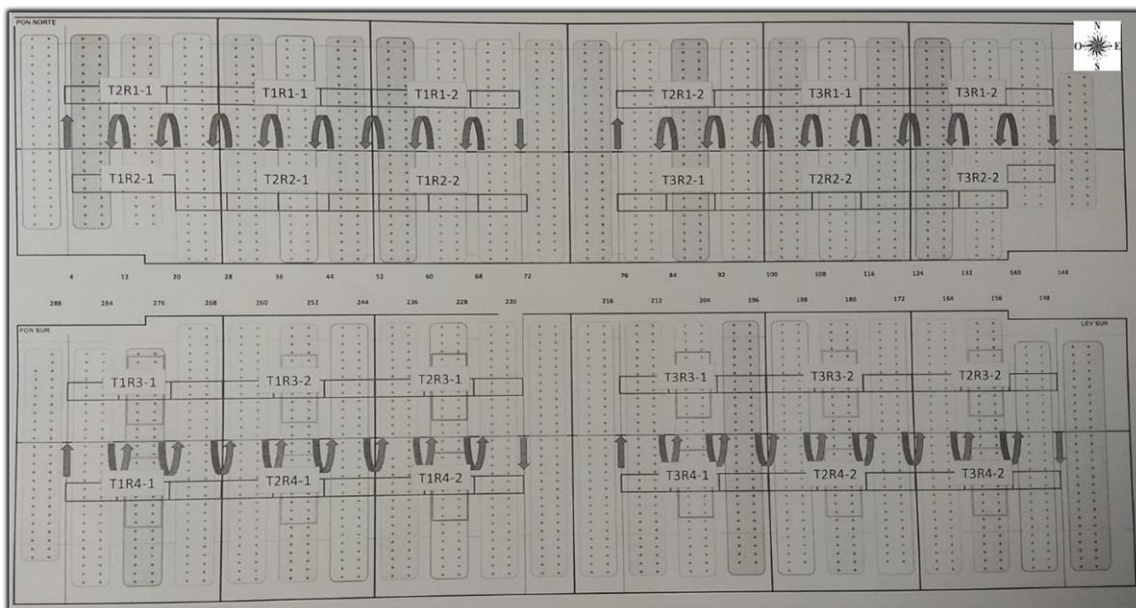 PON NORTE
N
O E
S
T2R1-1 T1R1-1 T1R1-2 T2R1-2 T3R1-1 T3R1-2
T1R2-1 T2R2-1 T1R2-2 T3R2-1 T2R2-2 T3R2-2
4 12 20 28 36 44 52 60 68 72 76 84 92 100 108 116 124 132 140 144
288 284 276 268 260 252 244 236 228 220 216 212 204 196 188 180 172 164 156 148
PON SUR LEV SUR
T1R3-1 T1R3-2 T2R3-1 T3R3-1 T3R3-2 T2R3-2
T1R4-1 T2R4-1 T1R4-2 T3R4-1 T2R4-2 T3R4-2